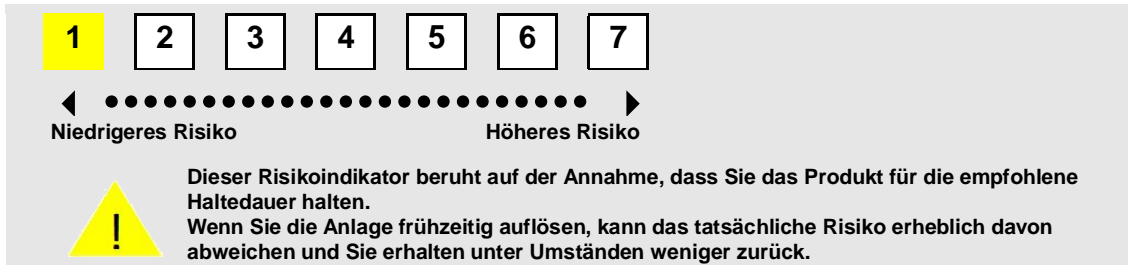 1 2 3 4 5 6 7
Niedrigeres Risiko Höheres Risiko
Dieser Risikoindikator beruht auf der Annahme, dass Sie das Produkt für die empfohlene
Haltedauer halten.
! Wenn Sie die Anlage frühzeitig auflösen, kann das tatsächliche Risiko erheblich davon
abweichen und Sie erhalten unter Umständen weniger zurück.